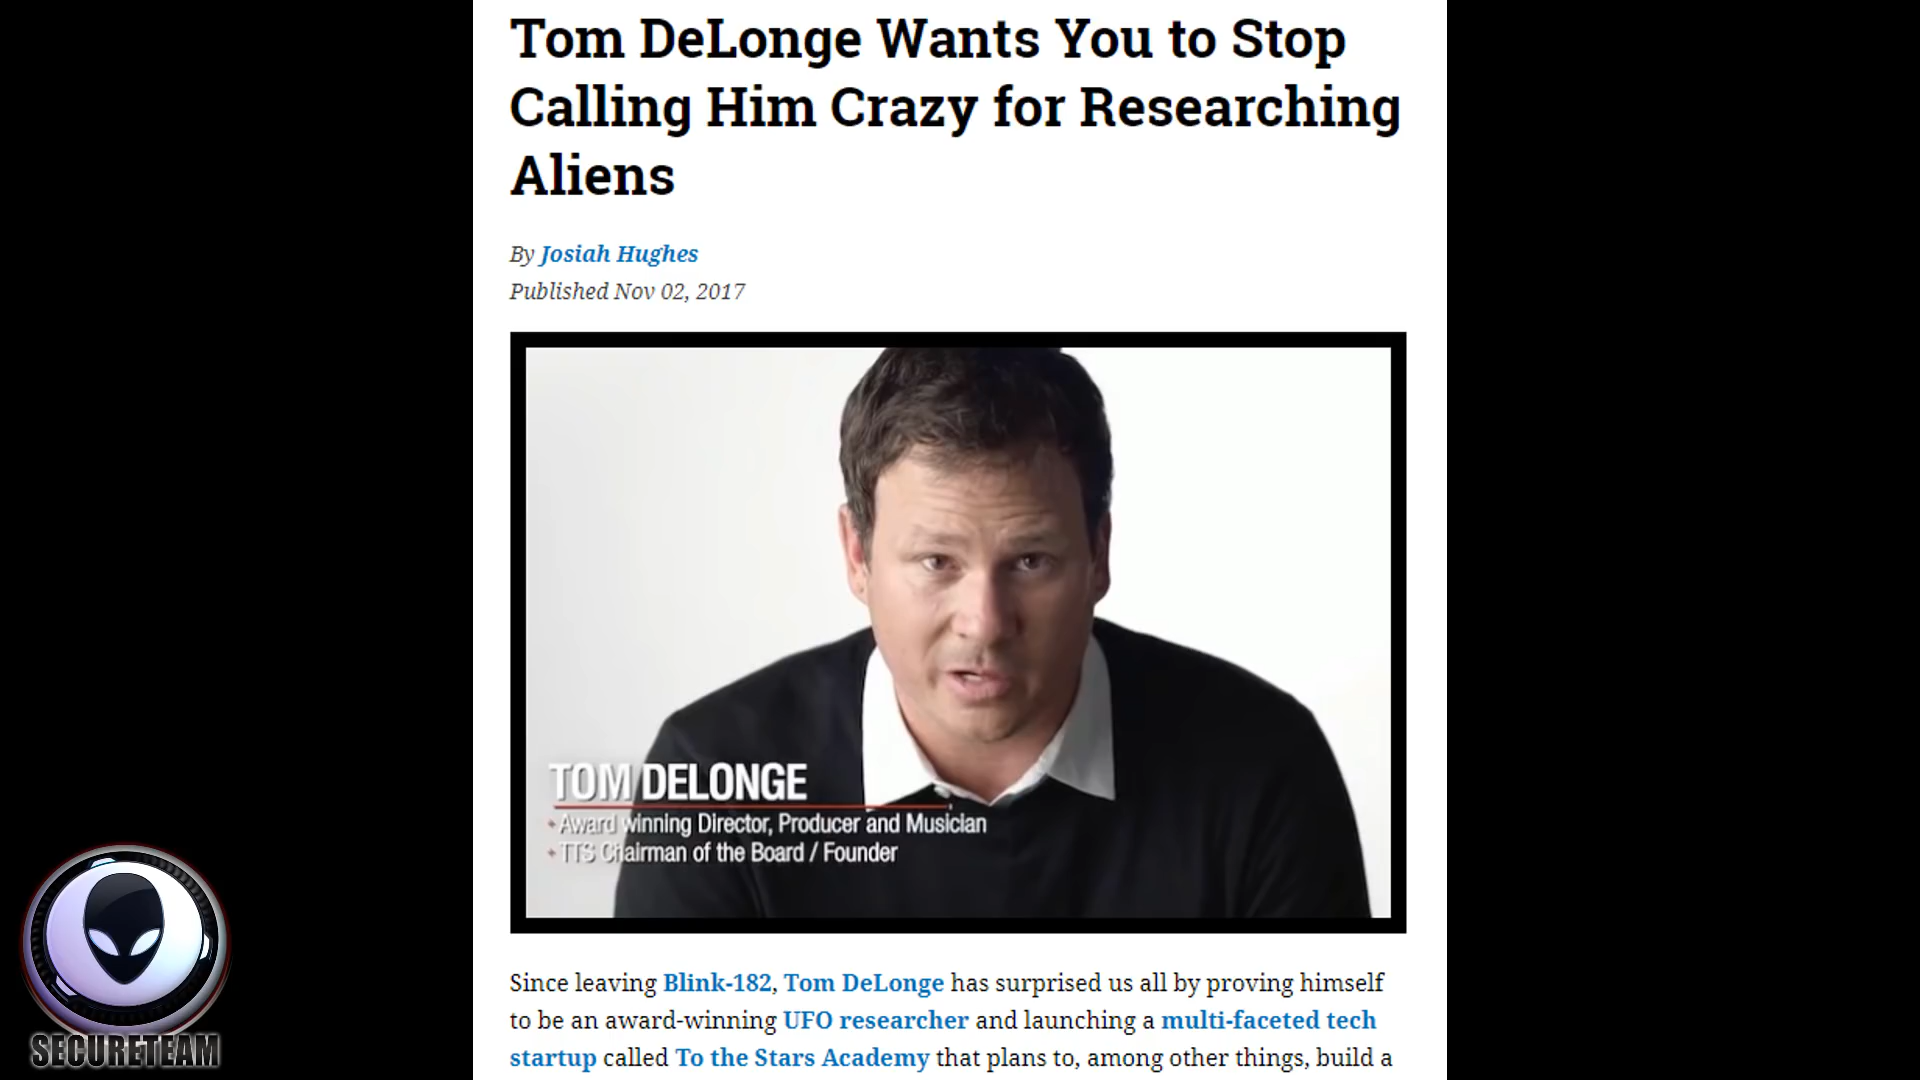 Tom DeLonge Wants You to Stop
Calling Him Crazy for Researching
Aliens
By Josiah Hughes
Published Nov 02, 2017
TOM DELONGE
Award winning Director, Producer and Musician
TTS Chairman of the Board / Founder
Since leaving Blink-182, Tom DeLonge has surprised us all by proving himself
to be an award-winning UFO researcher and launching a multi-faceted tech
startup called To the Stars Academy that plans to, among other things, build a
SECURETEAM